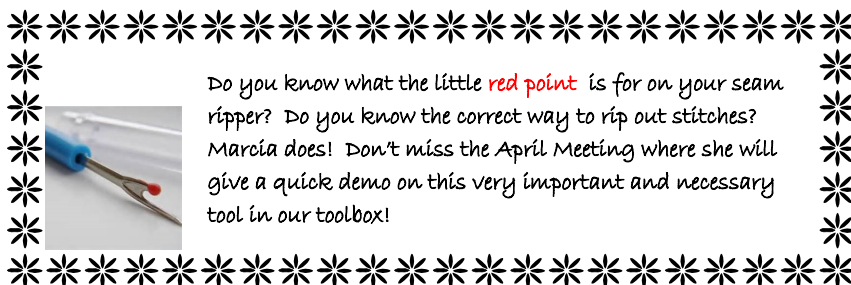 Do you know what the little red point is for on your seam
ripper? Do you know the correct way to rip out stitches?
Marcia does! Don't miss the April Meeting where she will
give a quick demo on this very important and necessary
tool in our toolbox!